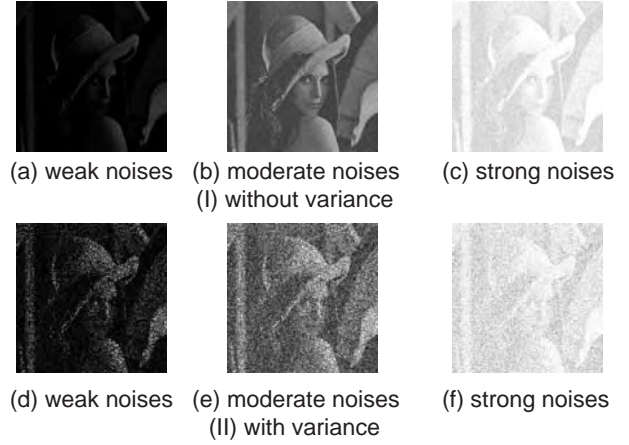 (a) weak noises (b) moderate noises (c) strong noises
(I) without variance
(d) weak noises (e) moderate noises (f) strong noises
(II) with variance